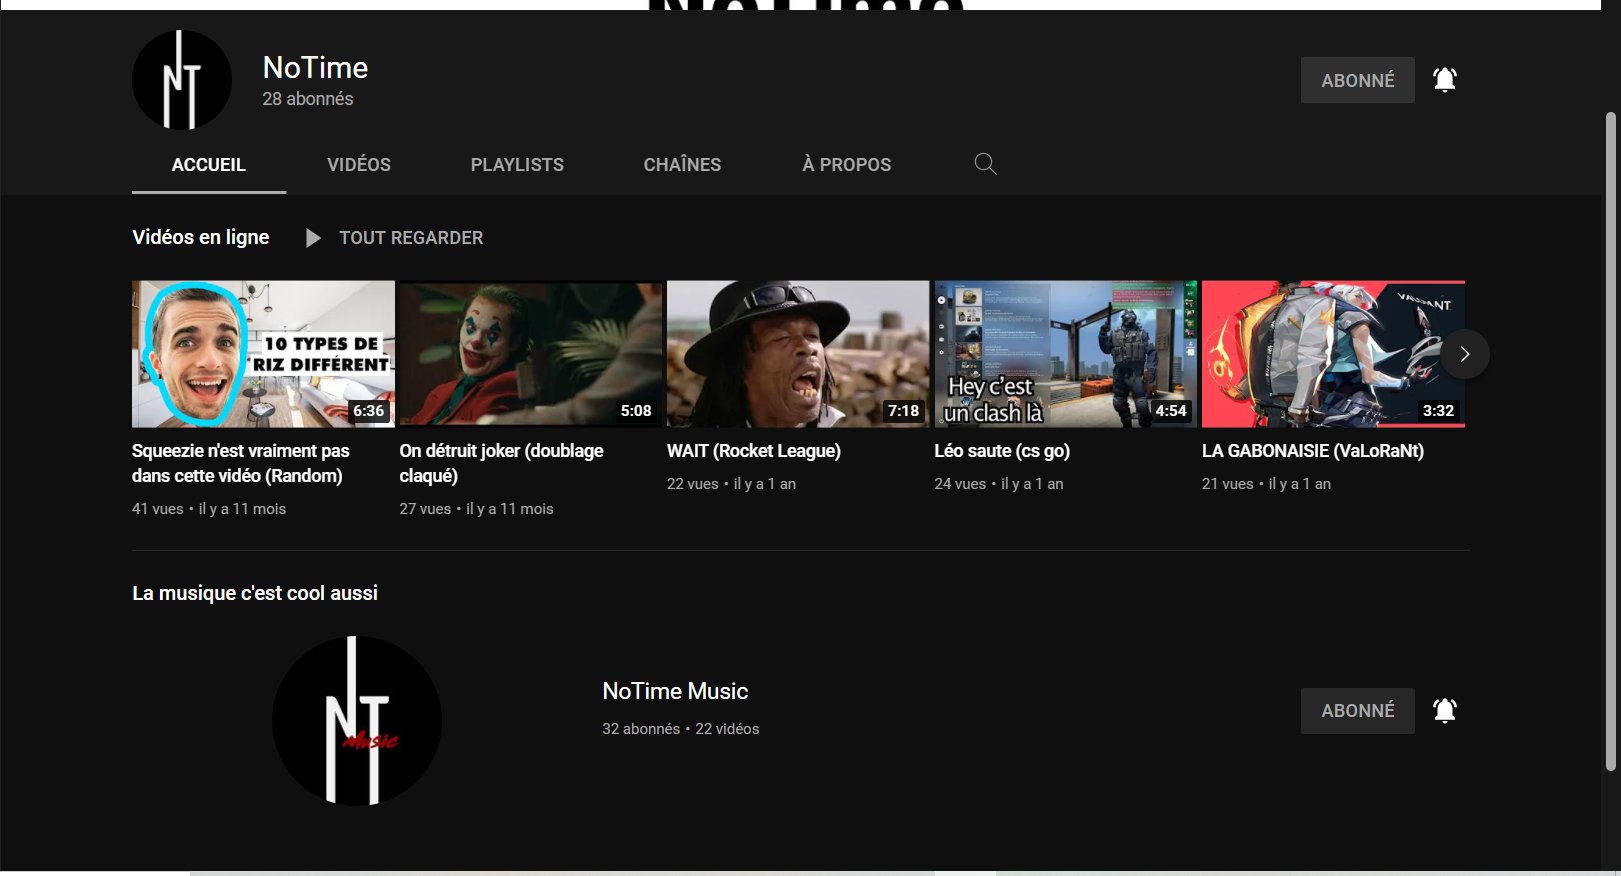 NoTime
NT
NoTime
28 abonnés
ABONNÉ
ACCUEIL
VIDÉOS
PLAYLISTS
CHAÎNES
À PROPOS
Vidéos en ligne
TOUT REGARDER
10 TYPES DE
RIZ DIFFÉRENT
6:36
5:08
7:18
Hey c'est
un clash là
4:54
VALORANT
3:32
Squeezie n'est vraiment pas
dans cette vidéo (Random)
41 vues • il y a 11 mois
On détruit joker (doublage
claqué)
27 vues • il y a 11 mois
WAIT (Rocket League)
22 vues • il y a 1 an
Léo saute (cs go)
24 vues • il y a 1 an
LA GABONAISIE (VaLoRaNt)
21 vues • il y a 1 an
La musique c'est cool aussi
NT
Music
NoTime Music
32 abonnés • 22 vidéos
ABONNÉ